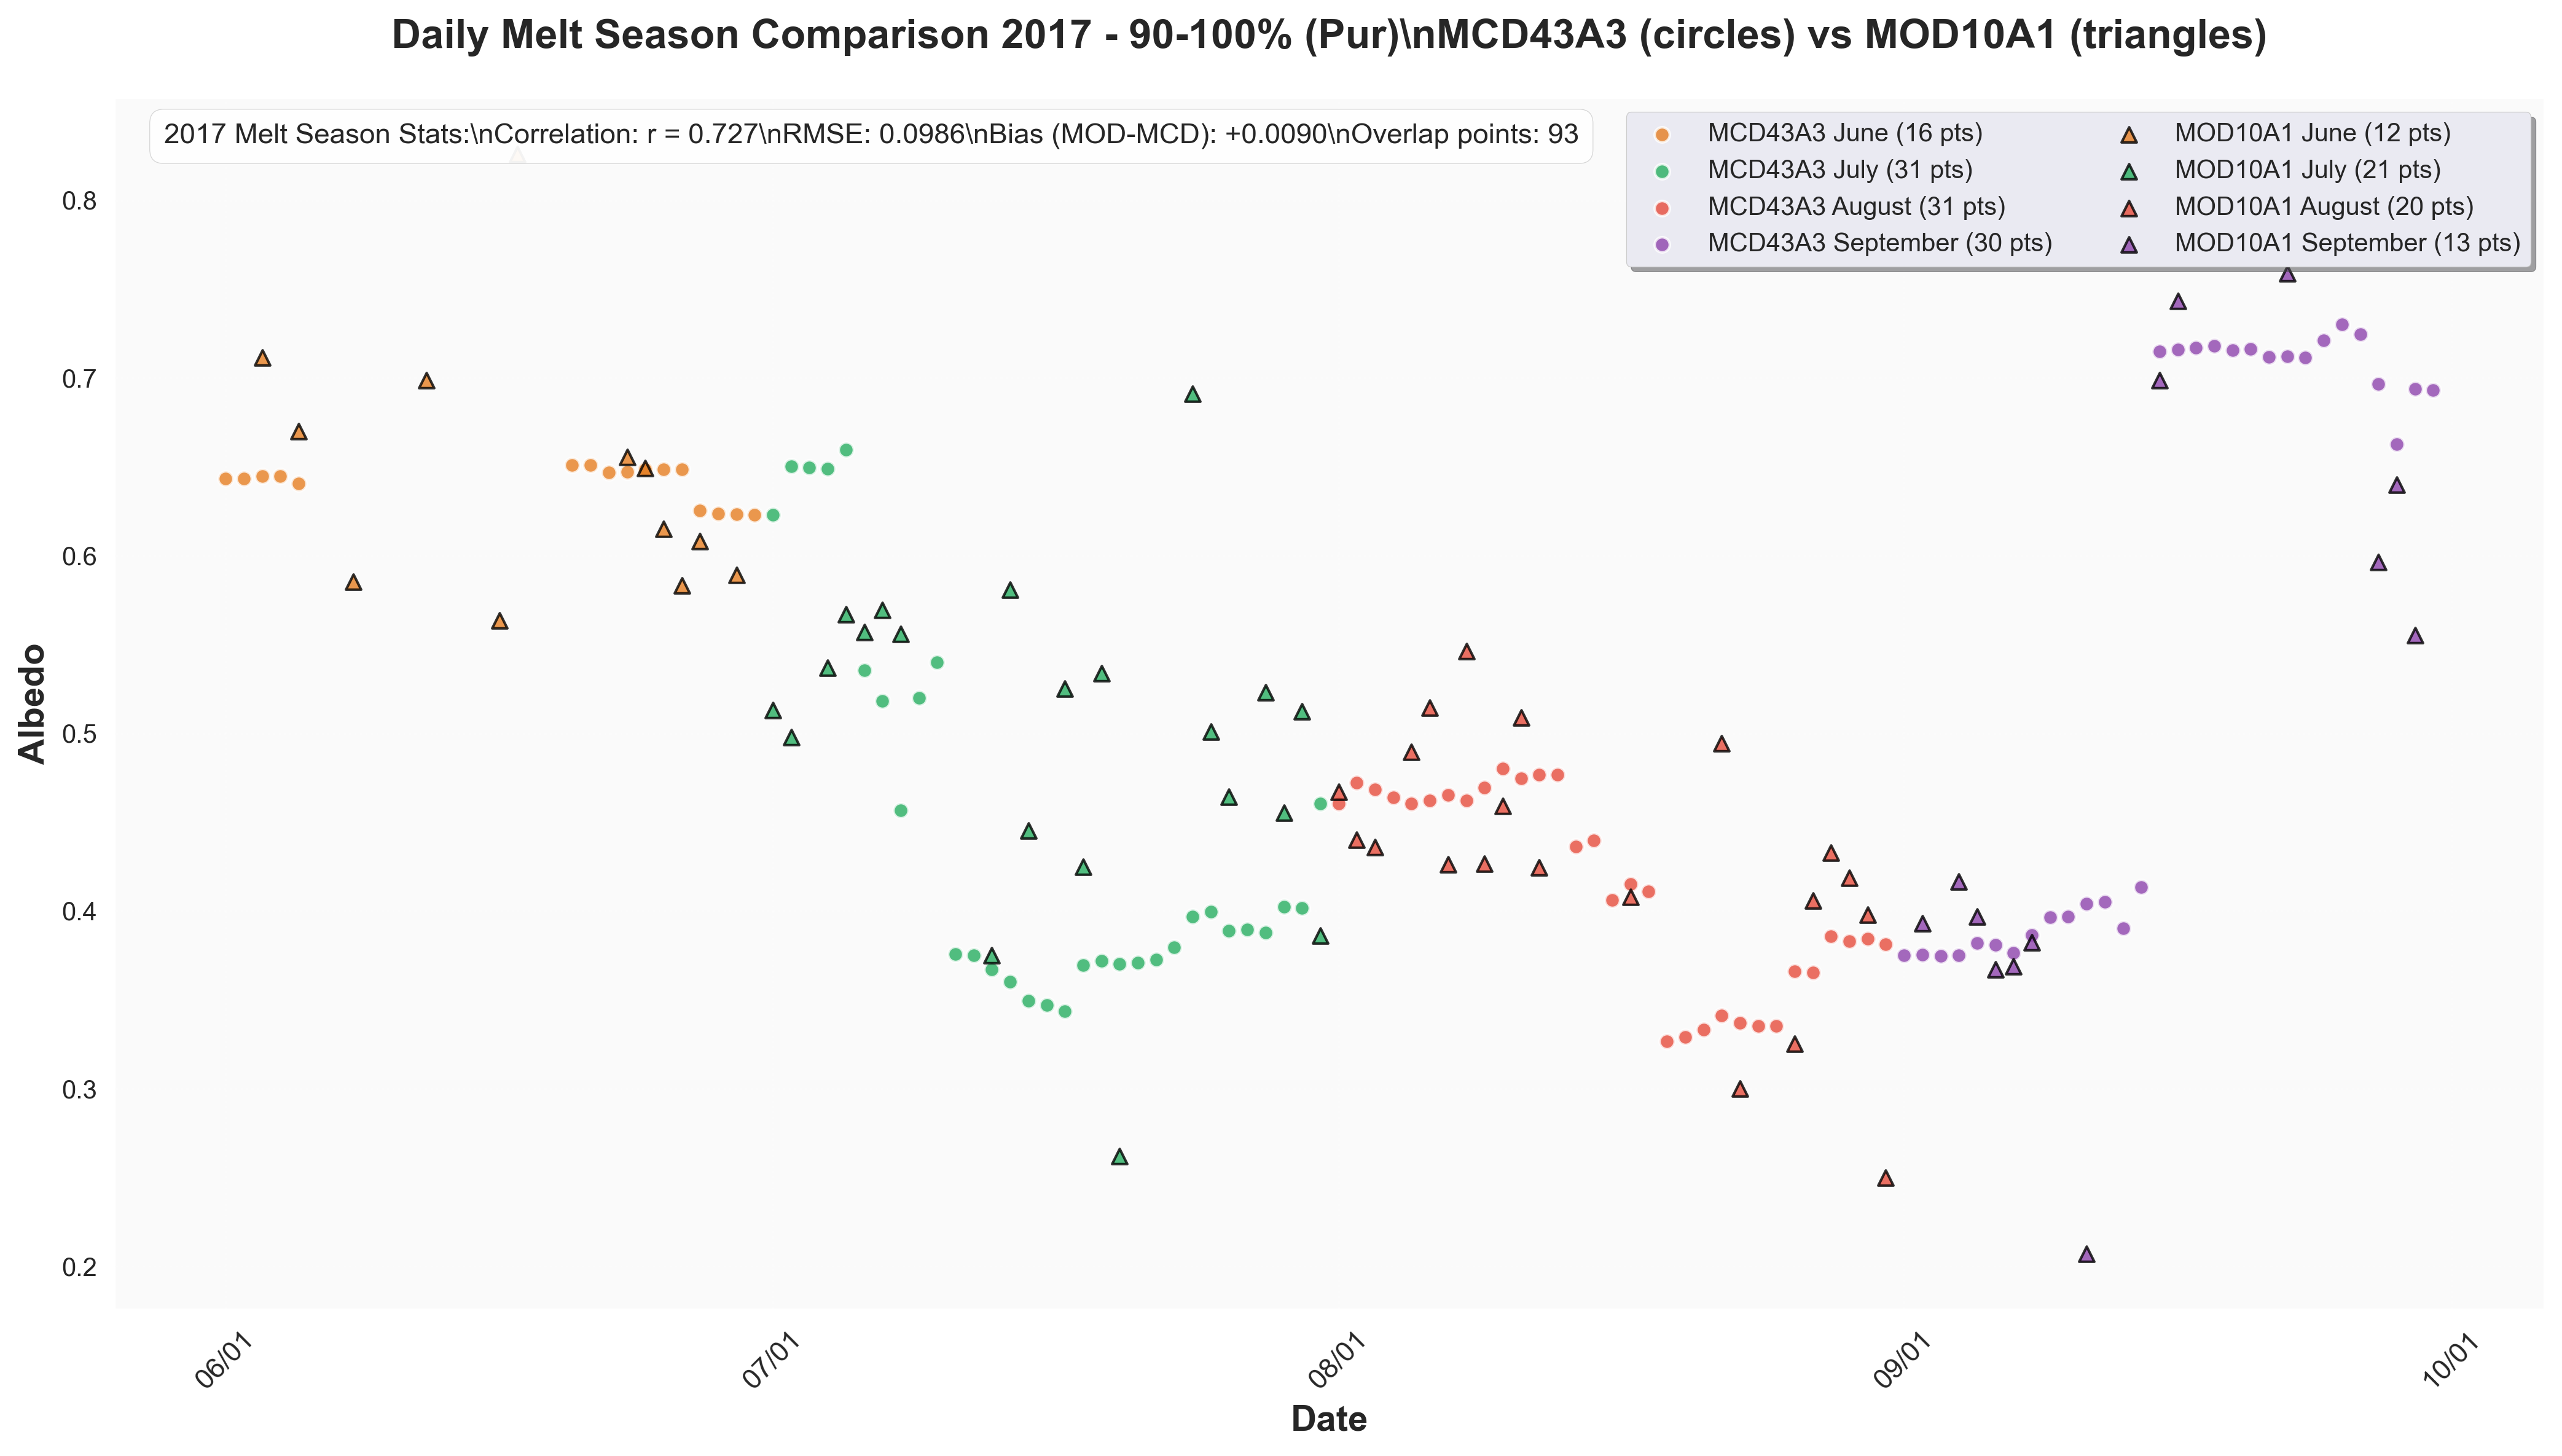 Daily Melt Season Comparison 2017 - 90-100% (Pur)\nMCD43A3 (circles) vs MOD10A1 (triangles)
2017 Melt Season Stats:\nCorrelation: r = 0.727\nRMSE: 0.0986\nBias (MOD-MCD): +0.0090\nOverlap points: 93
MCD43A3 June (16 pts)
MCD43A3 July (31 pts)
MCD43A3 August (31 pts)
MCD43A3 September (30 pts)
MOD10A1 June (12 pts)
MOD10A1 July (21 pts)
MOD10A1 August (20 pts)
MOD10A1 September (13 pts)
Albedo
0.8
0.7
0.6
0.5
0.4
0.3
0.2
06/01
07/01
08/01
09/01
10/01
Date